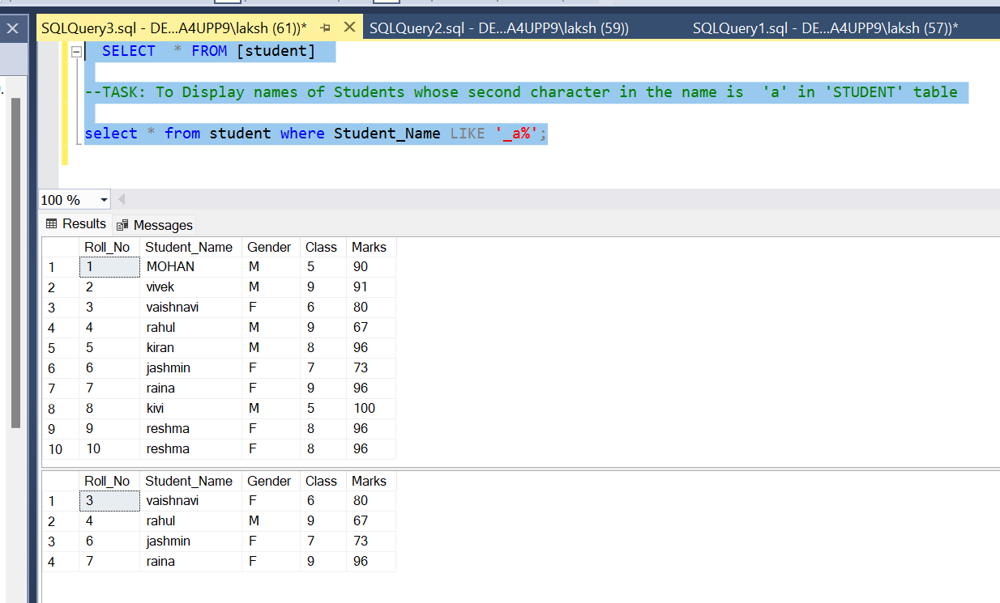 SQLQuery3.sql - DE...A4UPP9\laksh (61))* SQLQuery2.sql - DE...A4UPP9\laksh (59)) SQLQuery1.sql - DE...A4UPP9\laksh (57))*
SELECT * FROM [student]
--TASK: To Display names of Students whose second character in the name is 'a' in 'STUDENT' table
select * from student where Student_Name LIKE '_a%';
100 %
Results Messages
Roll_No Student_Name Gender Class Marks
1 1 MOHAN M 5 90
2 2 vivek M 9 91
3 3 vaishnavi F 6 80
4 4 rahul M 9 67
5 5 kiran M 8 96
6 6 jashmin F 7 73
7 7 raina F 9 96
8 8 kivi M 5 100
9 9 reshma F 8 96
10 10 reshma F 8 96
Roll_No Student_Name Gender Class Marks
1 3 vaishnavi F 6 80
2 4 rahul M 9 67
3 6 jashmin F 7 73
4 7 raina F 9 96